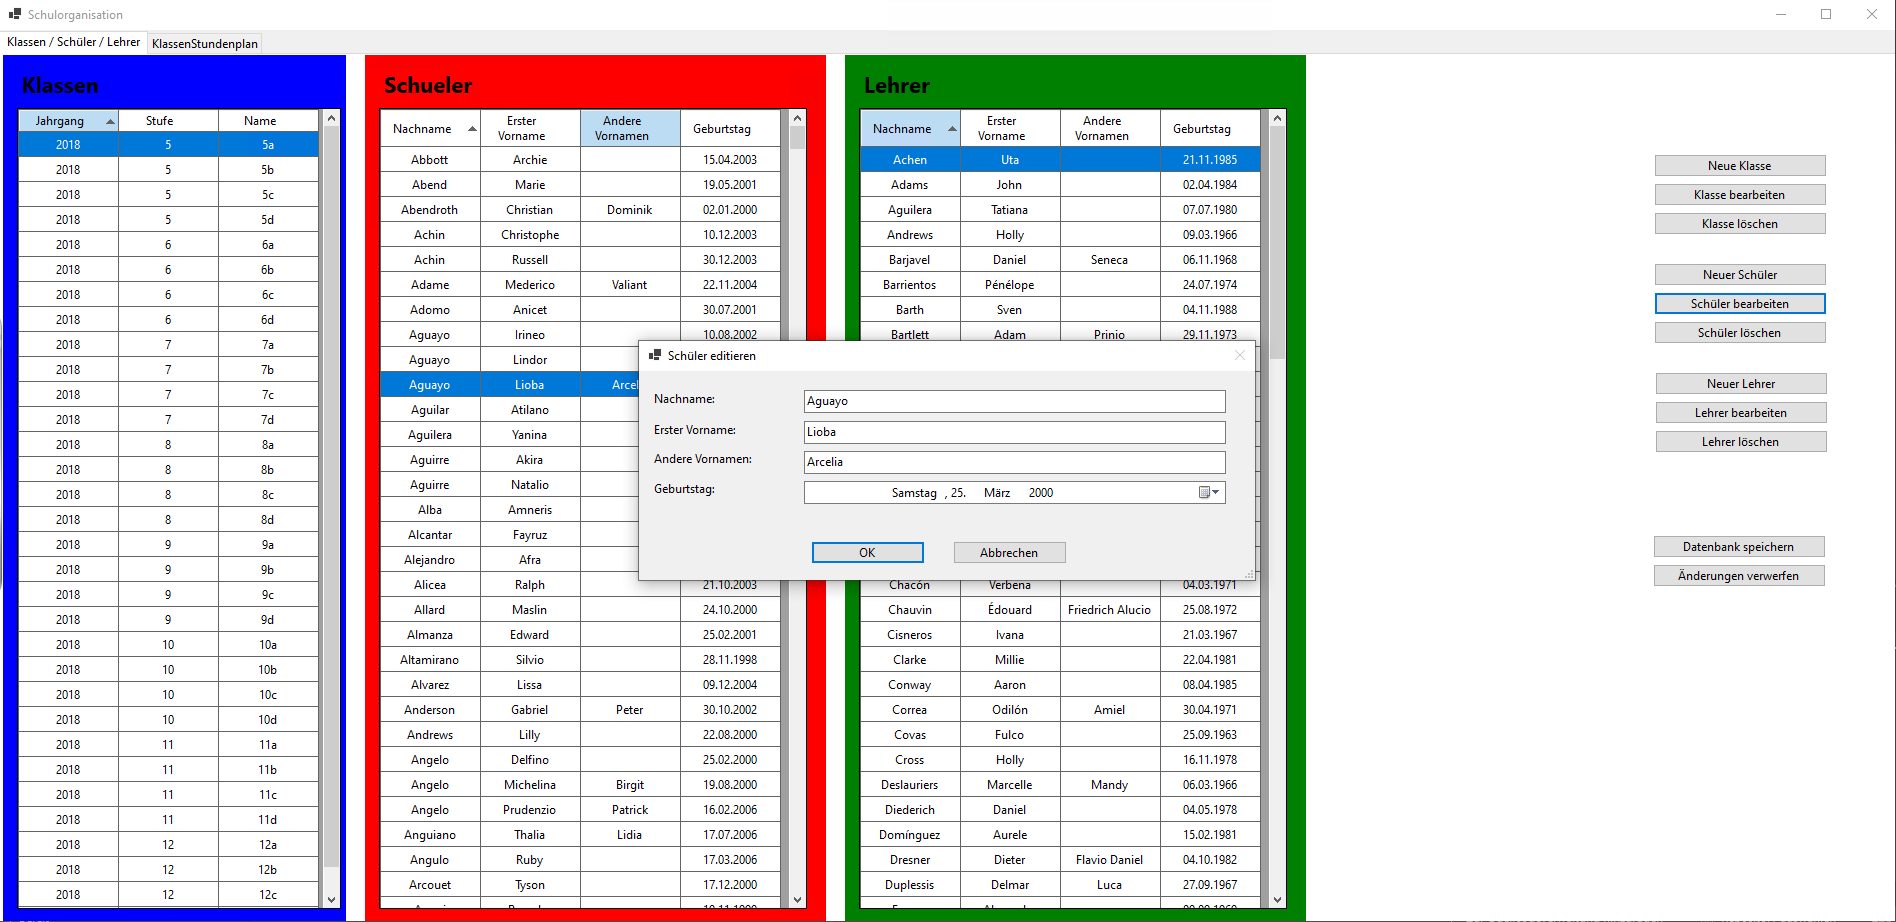 Schulorganisation
Klassen / Schüler / Lehrer KlassenStundenplan
Klassen
Jahrgang Stufe Name
2018 5 5a
2018 5 5b
2018 5 5c
2018 5 5d
2018 6 6a
2018 6 6b
2018 6 6c
2018 6 6d
2018 7 7a
2018 7 7b
2018 7 7c
2018 7 7d
2018 8 8a
2018 8 8b
2018 8 8c
2018 8 8d
2018 9 9a
2018 9 9b
2018 9 9c
2018 9 9d
2018 10 10a
2018 10 10b
2018 10 10c
2018 10 10d
2018 11 11a
2018 11 11b
2018 11 11c
2018 11 11d
2018 12 12a
2018 12 12b
2018 12 12c
Schueler
Nachname Erster Vorname Andere Vornamen Geburtstag
Abbott Archie 15.04.2003
Abend Marie 19.05.2001
Abendroth Christian Dominik 02.01.2000
Achin Christophe 10.12.2003
Achin Russell 30.12.2003
Adame Mederico Valiant 22.11.2004
Adomo Anicet 30.07.2001
Aguayo Irineo 10.08.2002
Aguayo Lindor
Aguayo Lioba Arcel
Aguilar Atilano
Aguilera Yanina
Aguirre Akira
Aguirre Natalio
Alba Amneris
Alcantar Fayruz
Alejandro Afra
Alicea Ralph 21.10.2003
Allard Maslin 24.10.2000
Almanza Edward 25.02.2001
Altamirano Silvio 28.11.1998
Alvarez Lissa 09.12.2004
Anderson Gabriel Peter 30.10.2002
Andrews Lilly 22.08.2000
Angelo Delfino 25.02.2000
Angelo Michelina Birgit 19.08.2000
Angelo Prudenzio Patrick 16.02.2006
Anguiano Thalia Lidia 17.07.2006
Angulo Ruby 17.03.2006
Arcouet Tyson 17.12.2000
Lehrer
Nachname Erster Vorname Andere Vornamen Geburtstag
Achen Uta 21.11.1985
Adams John 02.04.1984
Aguilera Tatiana 07.07.1980
Andrews Holly 09.03.1966
Barjavel Daniel Seneca 06.11.1968
Barrientos Pénélope 24.07.1974
Barth Sven 04.11.1988
Bartlett Adam Prinio 29.11.1973
Chacón Verbena 04.03.1971
Chauvin Édouard Friedrich Alucio 25.08.1972
Cisneros Ivana 21.03.1967
Clarke Millie 22.04.1981
Conway Aaron 08.04.1985
Correa Odilón Amiel 30.04.1971
Covas Fulco 25.09.1963
Cross Holly 16.11.1978
Deslauriers Marcelle Mandy 06.03.1966
Diederich Daniel 04.05.1978
Domínguez Aurele 15.02.1981
Dresner Dieter Flavio Daniel 04.10.1982
Duplessis Delmar Luca 27.09.1967
Schüler editieren
Nachname: Aguayo
Erster Vorname: Lioba
Andere Vornamen: Arcelia
Geburtstag: Samstag , 25. März 2000
OK Abbrechen
Neue Klasse
Klasse bearbeiten
Klasse löschen
Neuer Schüler
Schüler bearbeiten
Schüler löschen
Neuer Lehrer
Lehrer bearbeiten
Lehrer löschen
Datenbank speichern
Änderungen verwerfen